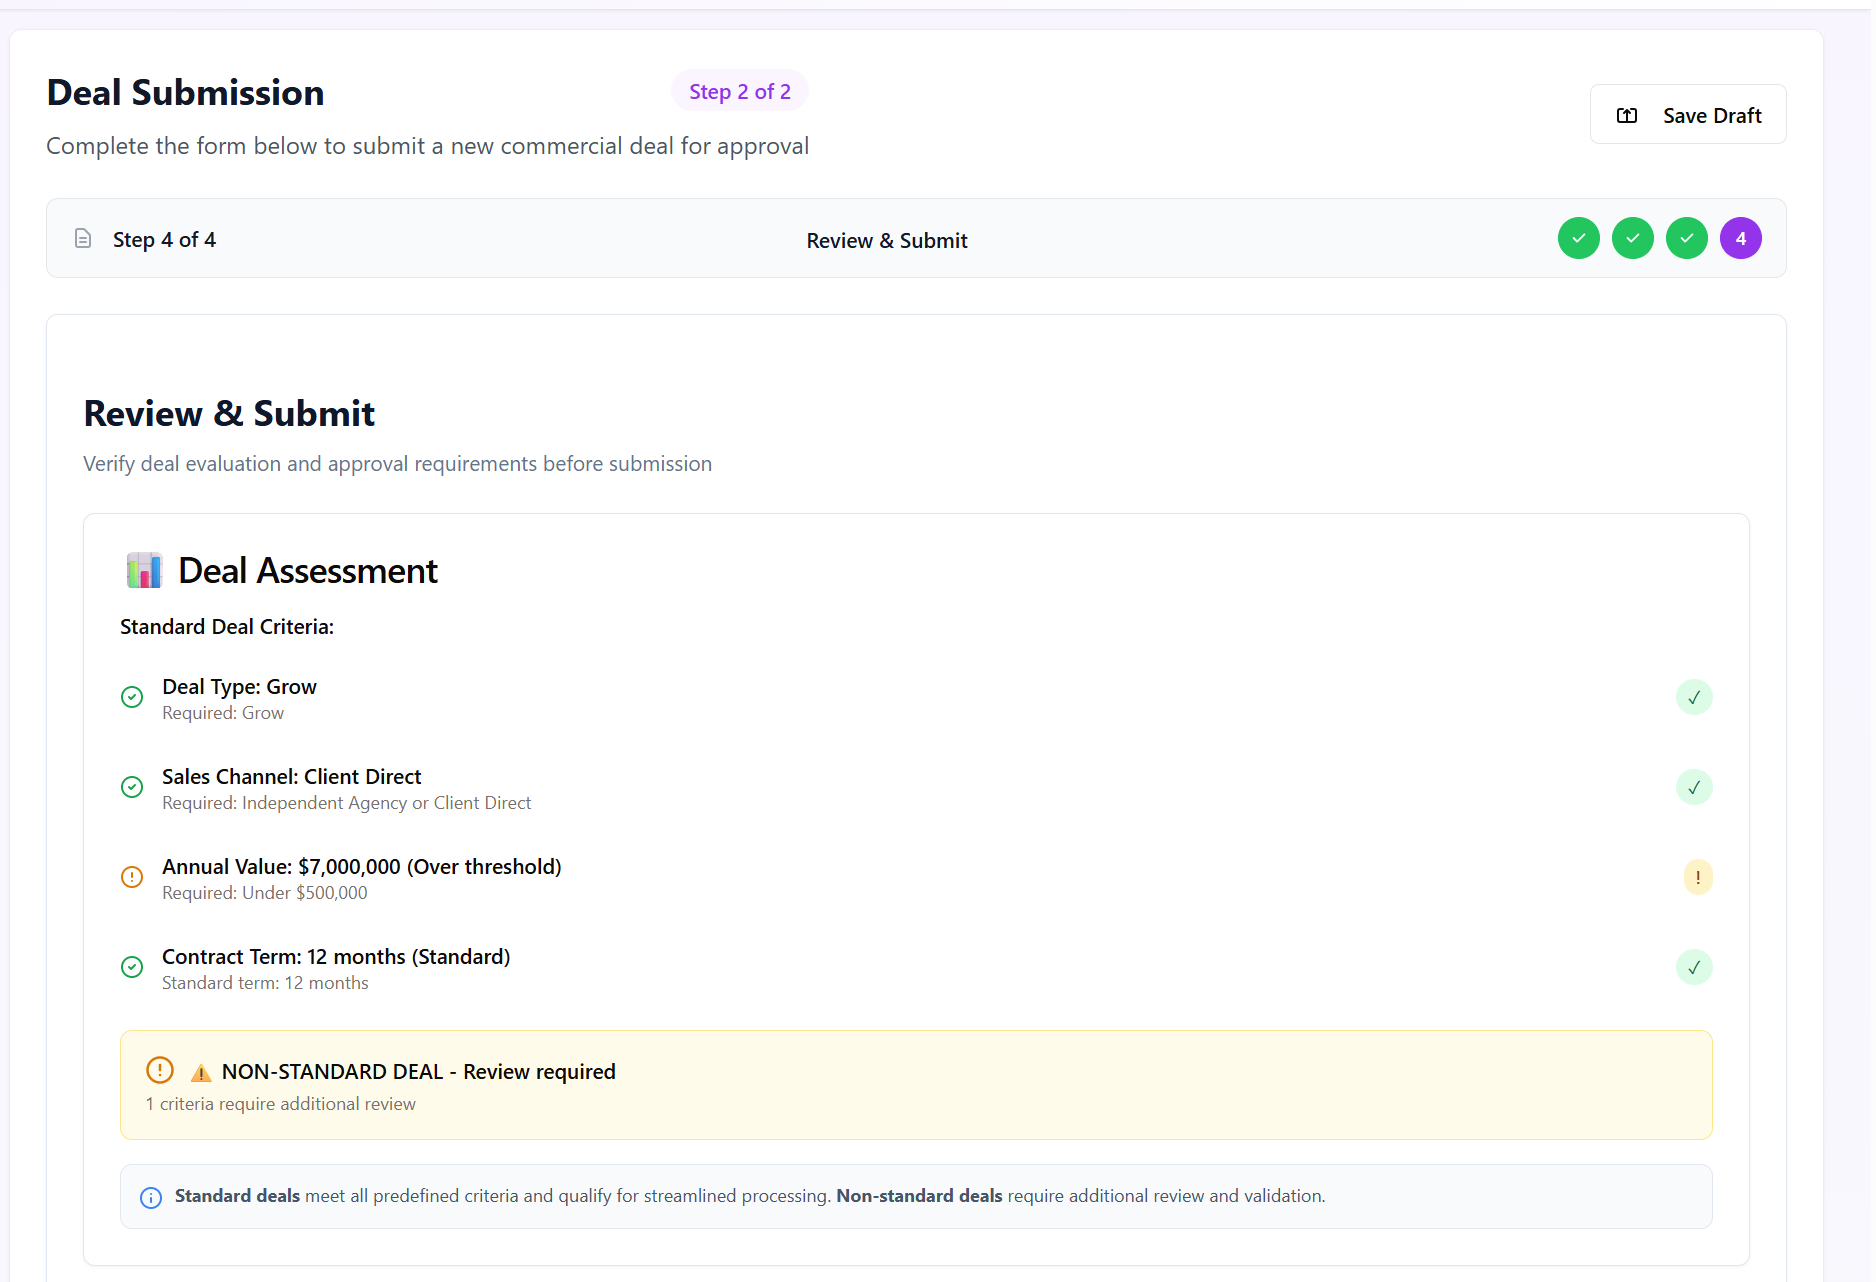 Deal Submission
Step 2 of 2
Complete the form below to submit a new commercial deal for approval
Save Draft
Step 4 of 4
Review & Submit
4
Review & Submit
Verify deal evaluation and approval requirements before submission
Deal Assessment
Standard Deal Criteria:
Deal Type: Grow
Required: Grow
Sales Channel: Client Direct
Required: Independent Agency or Client Direct
Annual Value: $7,000,000 (Over threshold)
Required: Under $500,000
!
Contract Term: 12 months (Standard)
Standard term: 12 months
NON-STANDARD DEAL - Review required
1 criteria require additional review
Standard deals meet all predefined criteria and qualify for streamlined processing. Non-standard deals require additional review and validation.